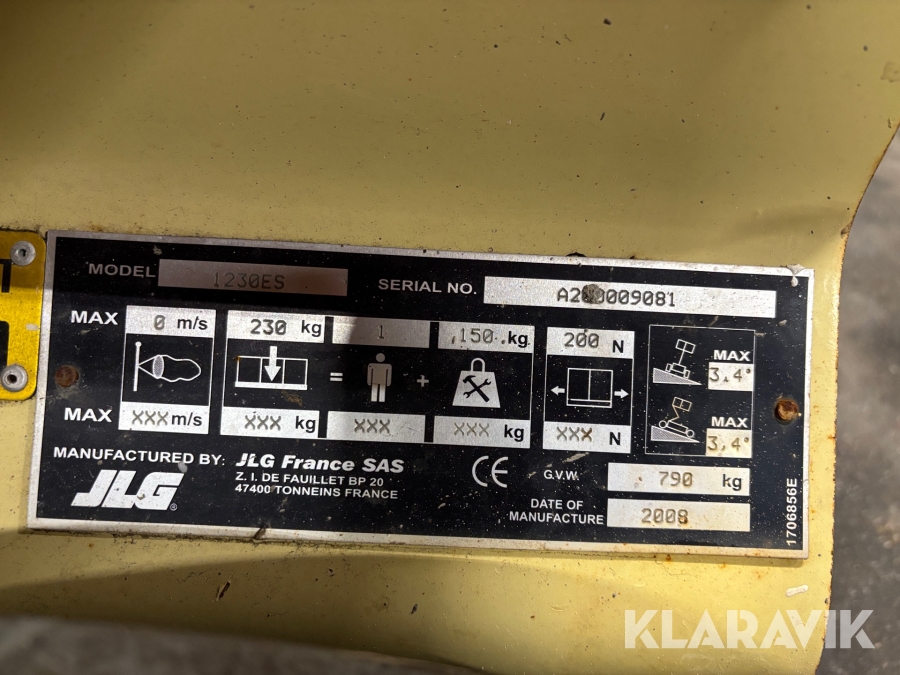 MODEL 1230ES SERIAL NO.
MAX 0 m/s 230 kg 1 150 kg 200 N MAX 3.4°
= +
MAX XXX m/s XXX kg XXX XXX kg XXX N MAX 3.4°
MANUFACTURED BY: JLG France SAS
Z. I. DE FAUILLET BP 20
47400 TONNEINS FRANCE
JLG
CE
G.V.W. 790 kg
DATE OF MANUFACTURE 2008
1706856E
KLARAVIK